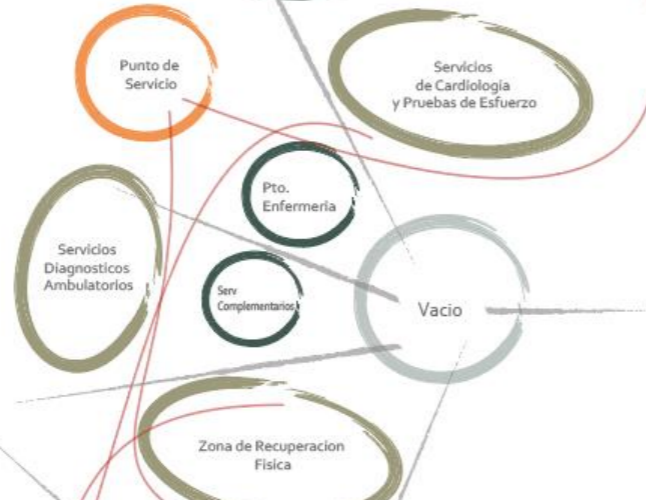 Punto de
Servicio
Servicios
de Cardiología
y Pruebas de Esfuerzo
Pto.
Enfermeria
Servicios
Diagnosticos
Ambulatorios
Serv
Complementarios
Vacio
Zona de Recuperacion
Fisica